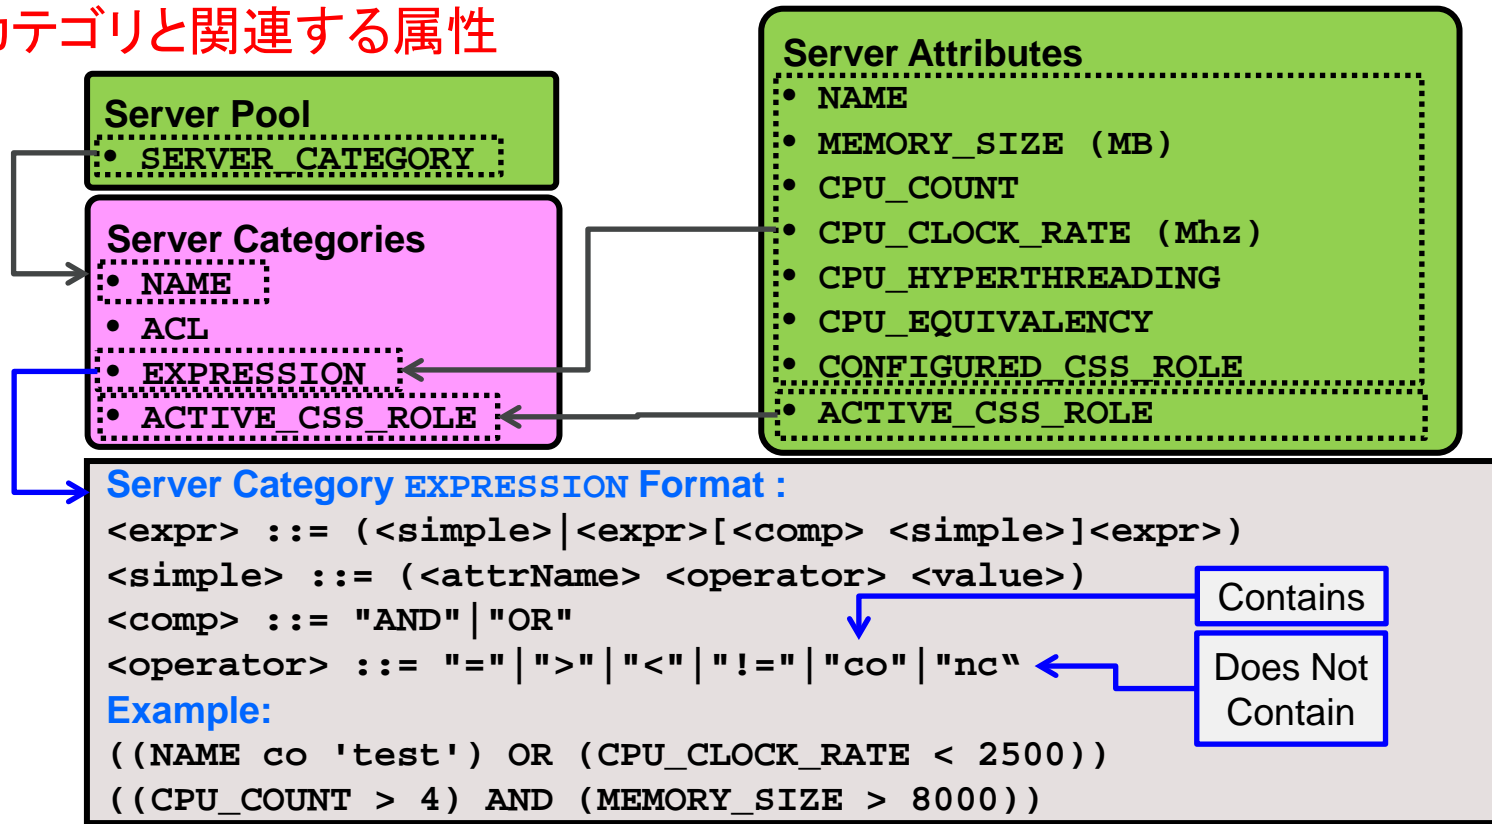 カテゴリと関連する属性
Server Pool
• SERVER_CATEGORY
Server Categories
• NAME
• ACL
• EXPRESSION
• ACTIVE_CSS_ROLE
Server Attributes
• NAME
• MEMORY_SIZE (MB)
• CPU_COUNT
• CPU_CLOCK_RATE (Mhz)
• CPU_HYPERTHREADING
• CPU_EQUIVALENCY
• CONFIGURED_CSS_ROLE
• ACTIVE_CSS_ROLE
Server Category EXPRESSION Format :
<expr> ::= (<simple>|<expr>[<comp> <simple>]<expr>)
<simple> ::= (<attrName> <operator> <value>)
<comp> ::= "AND"|"OR"
<operator> ::= "="|">"|"<"|"!="|"co"|"nc‟
Contains
Does Not
Contain
Example:
((NAME co 'test') OR (CPU_CLOCK_RATE < 2500))
((CPU_COUNT > 4) AND (MEMORY_SIZE > 8000))